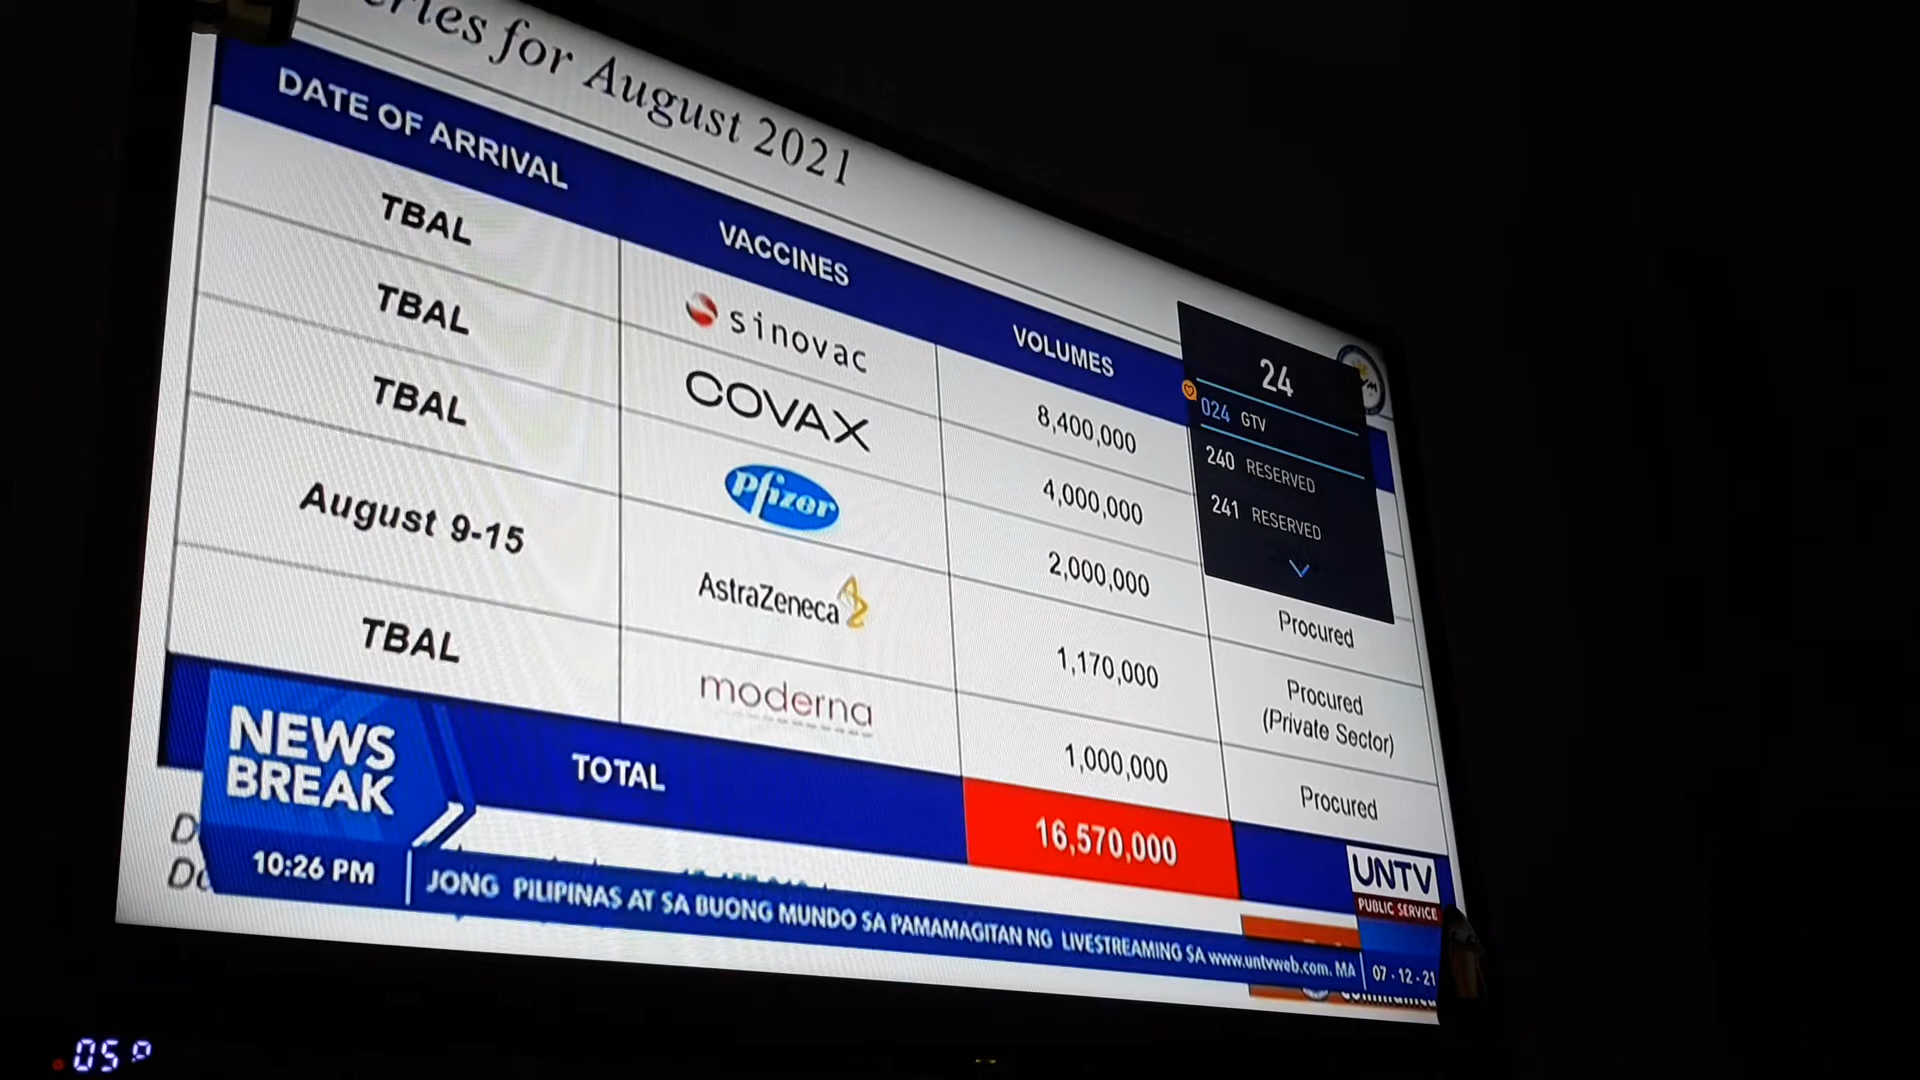 for August 2021
DATE OF ARRIVAL
VACCINES
VOLUMES
TBAL
sinovac
8,400,000
TBAL
COVAX
4,000,000
TBAL
Pfizer
2,000,000
Procured
August 9-15
AstraZeneca
1,170,000
Procured
(Private Sector)
TBAL
moderna
1,000,000
Procured
TOTAL
16,570,000
24
024 GTV
240 RESERVED
241 RESERVED
NEWS
BREAK
UNTV
PUBLIC SERVICE
10:26 PM
JONG PILIPINAS AT SA BUONG MUNDO SA PAMAMAGITAN NG LIVESTREAMING SA www.untvweb.com. MA
07-12-21
05